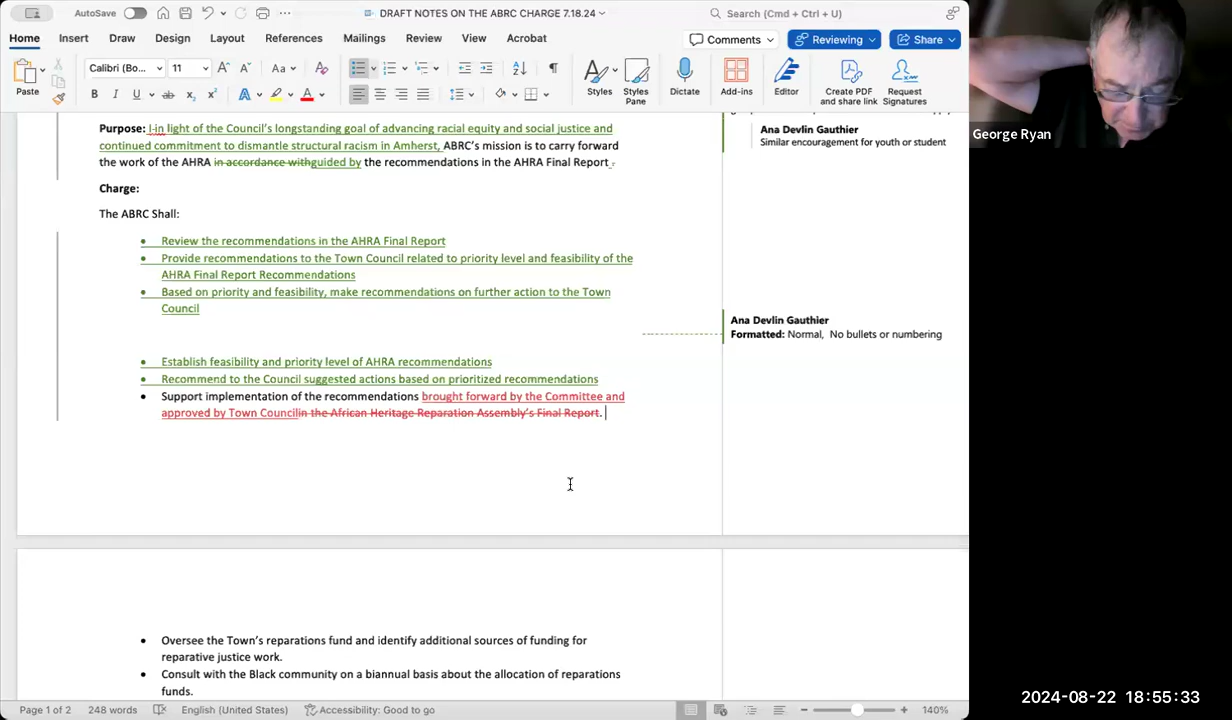 AutoSave
DRAFT NOTES ON THE ABRC CHARGE 7.18.24
Search (Cmd + Ctrl + U)
Home Insert Draw Design Layout References Mailings Review View Acrobat
Comments Reviewing Share
Paste
Calibri (Bo... 11
Styles
Styles Pane
Dictate
Add-ins
Editor
Create PDF and share link
Request Signatures
Purpose: I-in light of the Council's longstanding goal of advancing racial equity and social justice and
continued commitment to dismantle structural racism in Amherst, ABRC's mission is to carry forward
the work of the AHRA in accordance withguided by the recommendations in the AHRA Final Report .
Charge:
The ABRC Shall:
• Review the recommendations in the AHRA Final Report
• Provide recommendations to the Town Council related to priority level and feasibility of the
AHRA Final Report Recommendations
• Based on priority and feasibility, make recommendations on further action to the Town
Council
• Establish feasibility and priority level of AHRA recommendations
• Recommend to the Council suggested actions based on prioritized recommendations
• Support implementation of the recommendations brought forward by the Committee and
approved by Town Councilin the African Heritage Reparation Assembly's Final Report.
• Oversee the Town's reparations fund and identify additional sources of funding for
reparative justice work.
• Consult with the Black community on a biannual basis about the allocation of reparations
funds.
Ana Devlin Gauthier
Similar encouragement for youth or student
Ana Devlin Gauthier
Formatted: Normal, No bullets or numbering
George Ryan
Page 1 of 2 248 words English (United States) Accessibility: Good to go 140%
2024-08-22 18:55:33